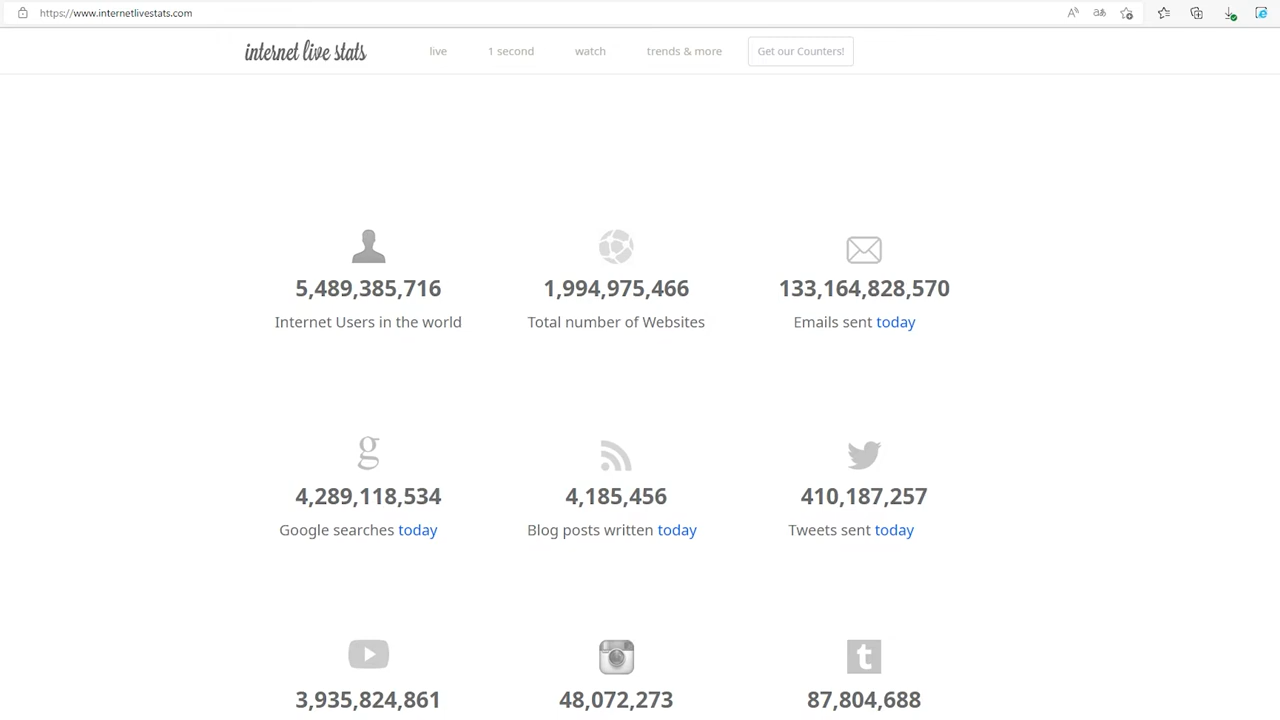 https://www.internetlivestats.com
internet live stats
live
1 second
watch
trends & more
Get our Counters!
5,489,385,716
1,994,975,466
133,164,828,570
Internet Users in the world
Total number of Websites
Emails sent today
g
4,289,118,534
4,185,456
410,187,257
Google searches today
Blog posts written today
Tweets sent today
t
3,935,824,861
48,072,273
87,804,688